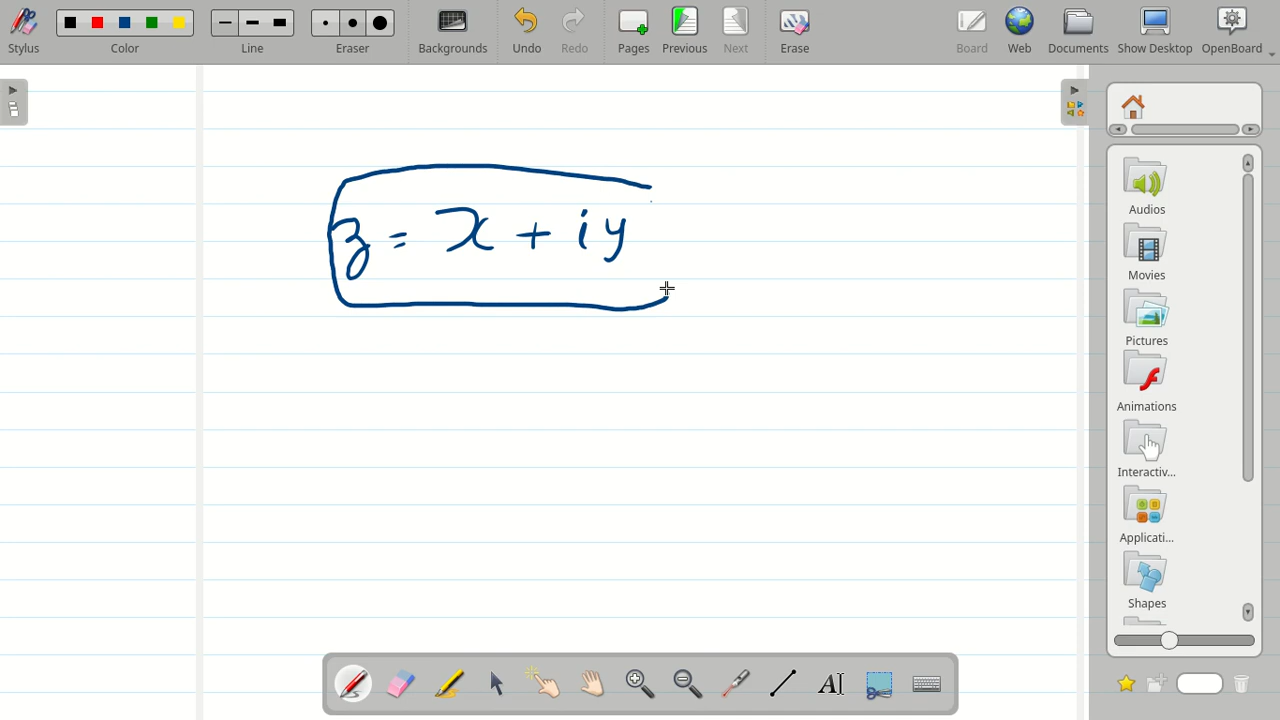 Stylus Color Line Eraser Backgrounds Undo Redo Pages Previous Next Erase Board Web Documents Show Desktop OpenBoard
z = x + iy
Audios
Movies
Pictures
Animations
Interactiv...
Applicati...
Shapes
AI